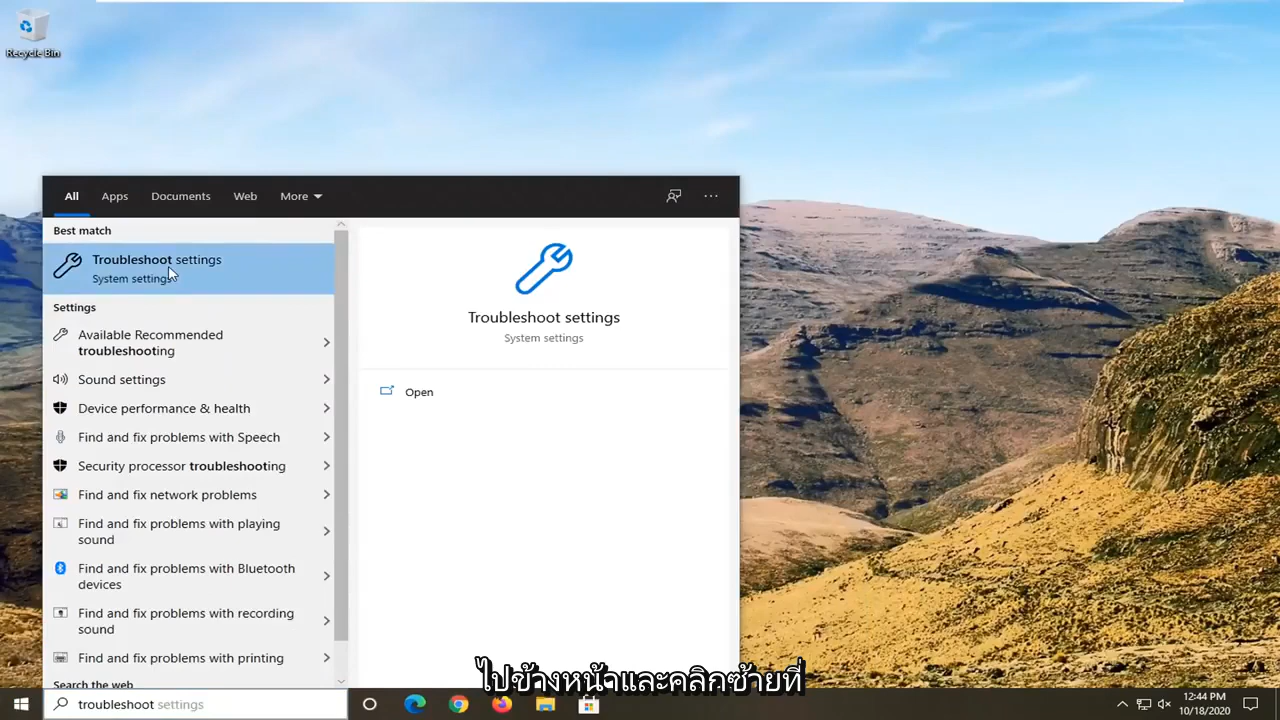 Recycle Bin
All Apps Documents Web More
Best match
Troubleshoot settings
System settings
Settings
Available Recommended
troubleshooting
Sound settings
Device performance & health
Find and fix problems with Speech
Security processor troubleshooting
Find and fix network problems
Find and fix problems with playing
sound
Find and fix problems with Bluetooth
devices
Find and fix problems with recording
sound
Find and fix problems with printing
Search the web
Troubleshoot settings
System settings
Open
ไปข้างหน้าและคลิกซ้ายที่
troubleshoot settings
12:44 PM
10/18/2020